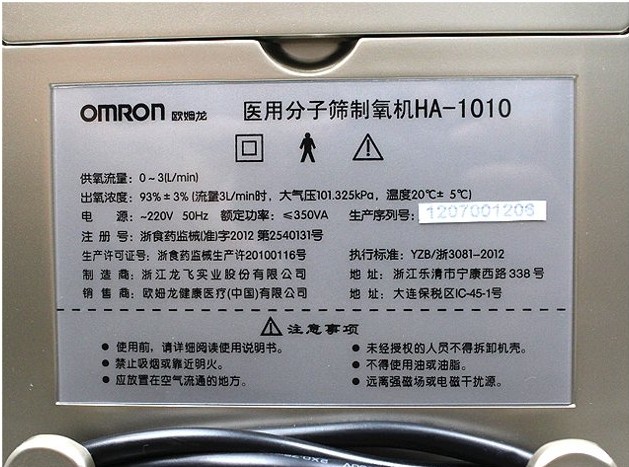 OMRON 欧姆龙 医用分子筛制氧机HA-1010
供氧流量: 0~3(L/min)
出氧浓度: 93%±3% (流量3L/min时, 大气压101.325kPa, 温度20℃±5℃)
电 源: ~220V 50Hz 额定功率: ≤350VA 生产序列号: 1207001206
注 册 号: 浙食药监械(准)字2012 第2540131号
生产许可证号: 浙食药监械生产许20100116号 执行标准: YZB/浙3081-2012
制 造 商: 浙江龙飞实业股份有限公司 地 址: 浙江乐清市宁康西路338号
销 售 商: 欧姆龙健康医疗(中国)有限公司 地 址: 大连保税区IC-45-1号
注意事项
● 使用前, 请详细阅读使用说明书。 ● 未经授权的人员不得拆卸机壳。
● 禁止吸烟或靠近明火。 ● 不得使用油或油脂。
● 应放置在空气流通的地方。 ● 远离强磁场或电磁干扰源。